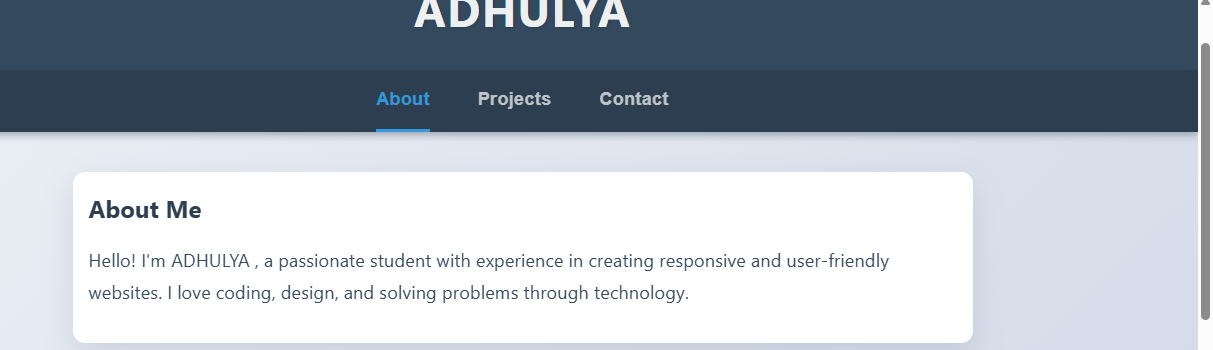 ADHULYA
About Projects Contact
About Me
Hello! I'm ADHULYA , a passionate student with experience in creating responsive and user-friendly
websites. I love coding, design, and solving problems through technology.